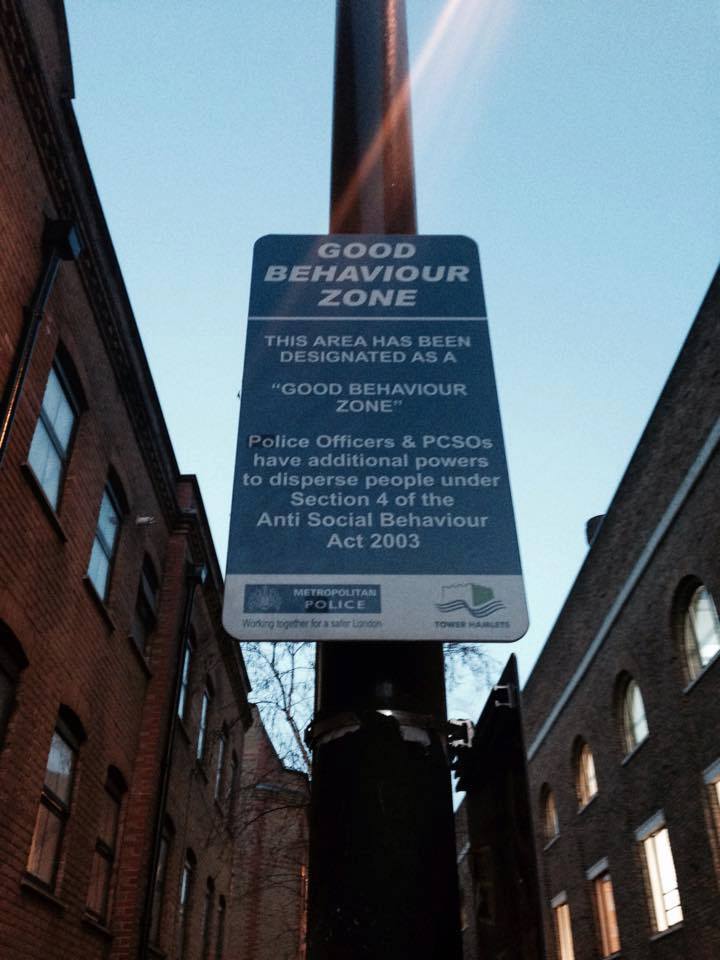 GOOD
BEHAVIOUR
ZONE
THIS AREA HAS BEEN
DESIGNATED AS A
“GOOD BEHAVIOUR
ZONE”
Police Officers & PCSOs
have additional powers
to disperse people under
Section 4 of the
Anti Social Behaviour
Act 2003
METROPOLITAN
POLICE
Working together for a safer London
TOWER HAMLETS